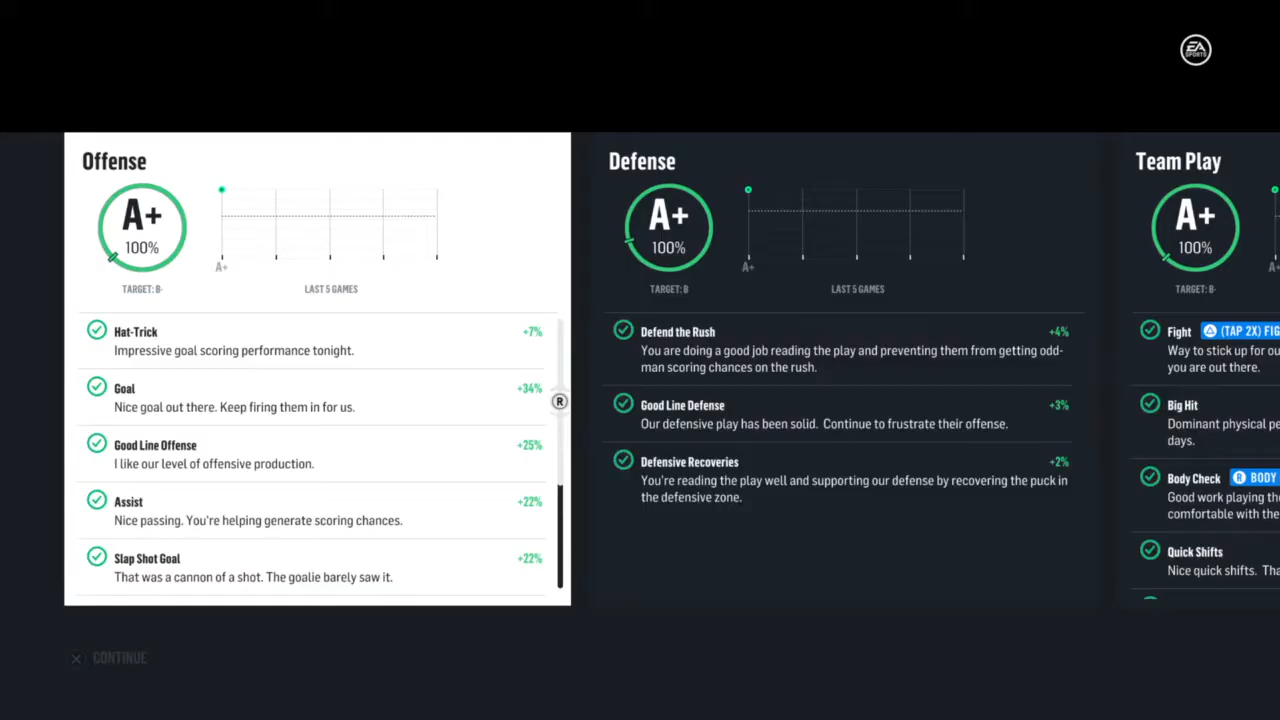 EA
SPORTS
Offense
A+
100%
A+
TARGET: B-
LAST 5 GAMES
Hat-Trick +7%
Impressive goal scoring performance tonight.
Goal +34%
Nice goal out there. Keep firing them in for us.
R
Good Line Offense +25%
I like our level of offensive production.
Assist +22%
Nice passing. You're helping generate scoring chances.
Slap Shot Goal +22%
That was a cannon of a shot. The goalie barely saw it.
Defense
A+
100%
A+
TARGET: B
LAST 5 GAMES
Defend the Rush +4%
You are doing a good job reading the play and preventing them from getting odd-
man scoring chances on the rush.
Good Line Defense +3%
Our defensive play has been solid. Continue to frustrate their offense.
Defensive Recoveries +2%
You're reading the play well and supporting our defense by recovering the puck in
the defensive zone.
Team Play
A+
100%
A+
TARGET: B-
Fight (TAP 2X) FIG
Way to stick up for ou
you are out there.
Big Hit
Dominant physical pe
days.
Body Check R BODY
Good work playing the
comfortable with the
Quick Shifts
Nice quick shifts. Tha
CONTINUE